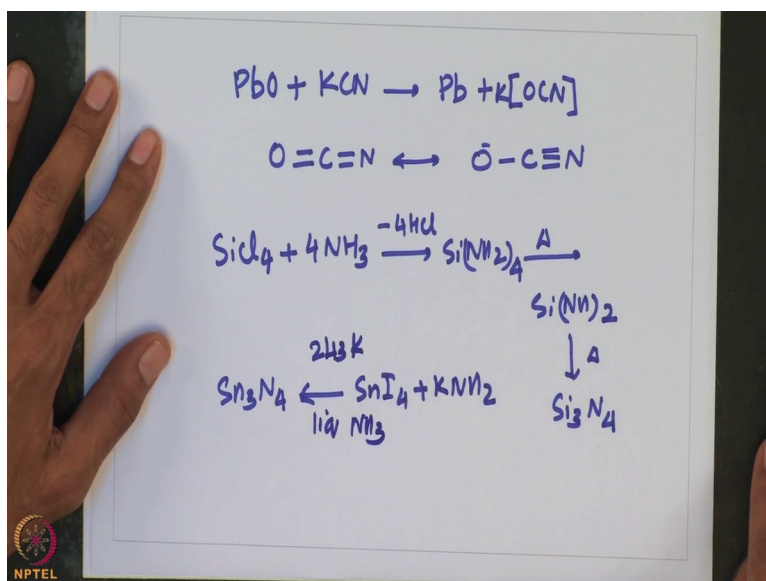 PbO + KCN → Pb + K[OCN]
O=C=N ↔ Ō-C≡N
SiCl4 + 4NH3 -4HCl → Si(NH2)4 Δ →
Si(NH)2
↓ Δ
Si3N4
243 K
Sn3N4 ← SnI4 + KNH2
liq NH3
NPTEL